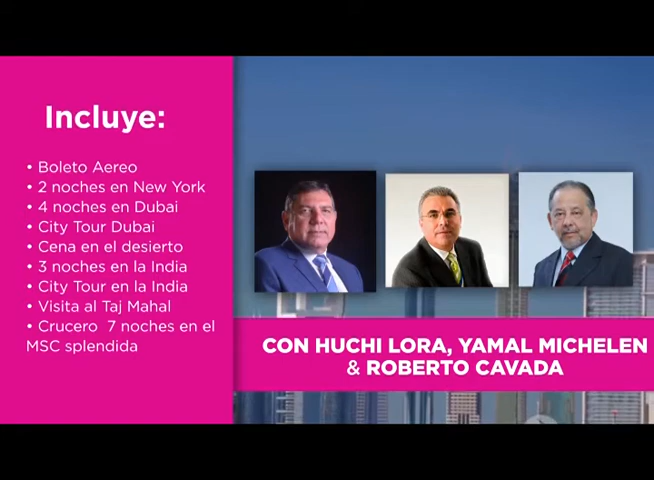 Incluye:
• Boleto Aereo
• 2 noches en New York
• 4 noches en Dubai
• City Tour Dubai
• Cena en el desierto
• 3 noches en la India
• City Tour en la India
• Visita al Taj Mahal
• Crucero 7 noches en el
MSC splendida
CON HUCHI LORA, YAMAL MICHELEN
& ROBERTO CAVADA